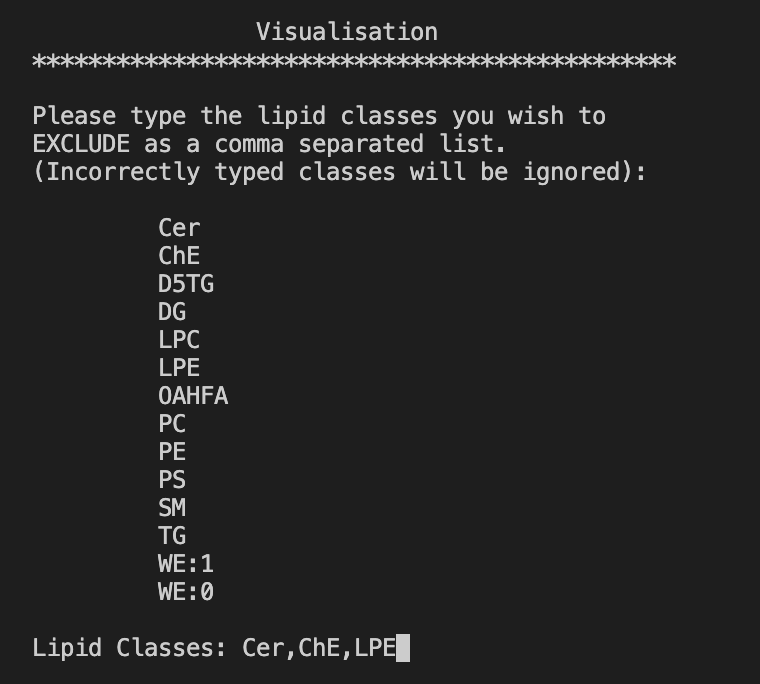 Visualisation
**********************************************
Please type the lipid classes you wish to
EXCLUDE as a comma separated list.
(Incorrectly typed classes will be ignored):
Cer
ChE
D5TG
DG
LPC
LPE
OAHFA
PC
PE
PS
SM
TG
WE:1
WE:0
Lipid Classes: Cer,ChE,LPE